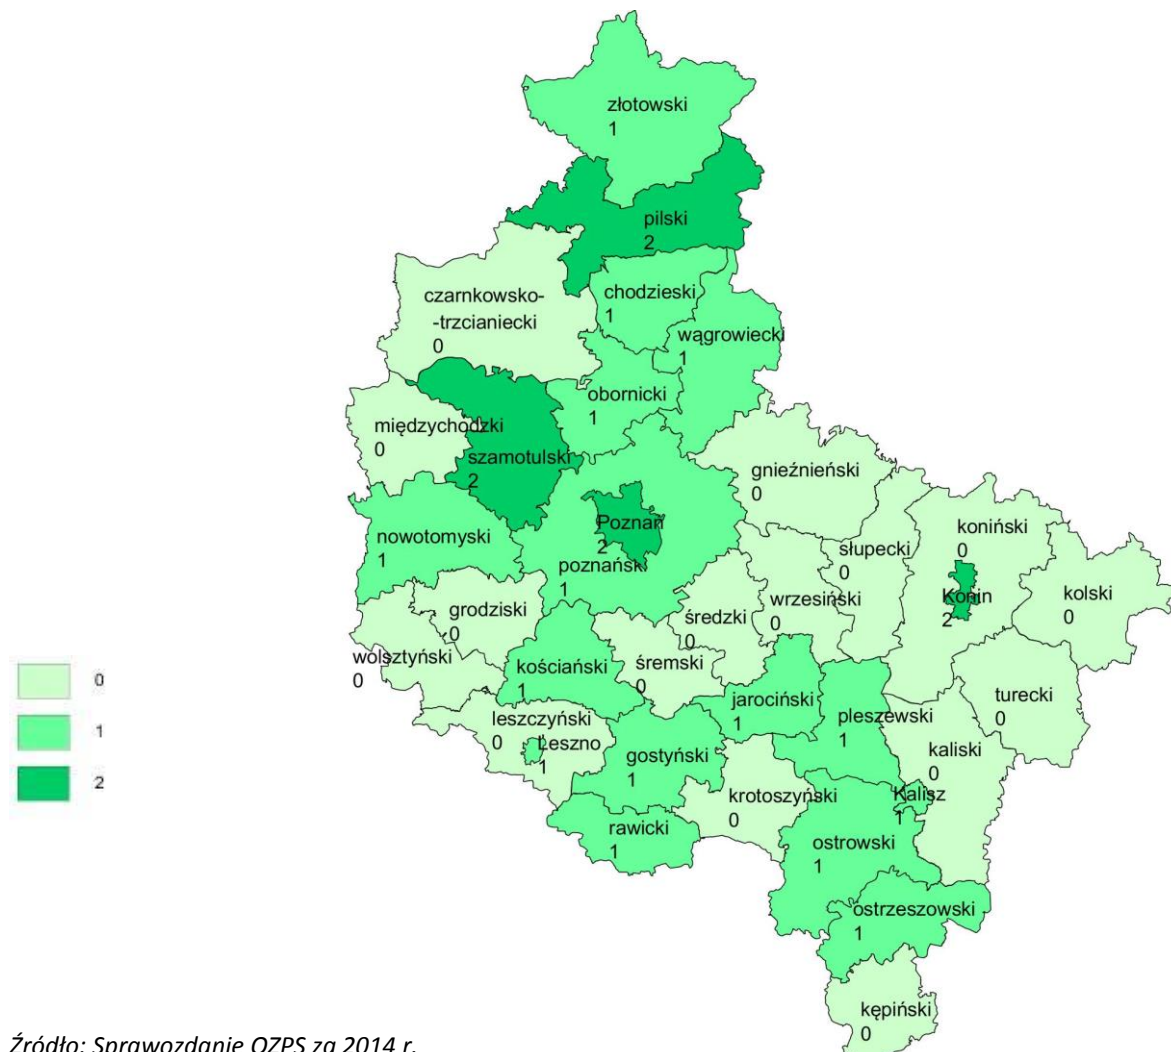 złotowski
1
pilski
2
czarnkowsko-
-trzcianiecki
0
chodzieski
1
wągrowiecki
1
obornicki
1
międzychodzki
0
szamotulski
2
gnieźnieński
0
nowotomyski
1
Poznań
2
poznański
1
słupecki
0
koniński
0
Konin
2
kolski
0
grodziski
0
średzki
0
wrzesiński
0
wolsztyński
0
kościański
1
śremski
0
jarociński
1
pleszewski
1
turecki
0
leszczyński
0
Leszno
1
gostyński
1
kaliski
0
krotoszyński
0
Kalisz
1
rawicki
1
ostrowski
1
ostrzeszowski
1
kępiński
0
0
1
2
Źródło: Sprawozdanie OZPS za 2014 r.